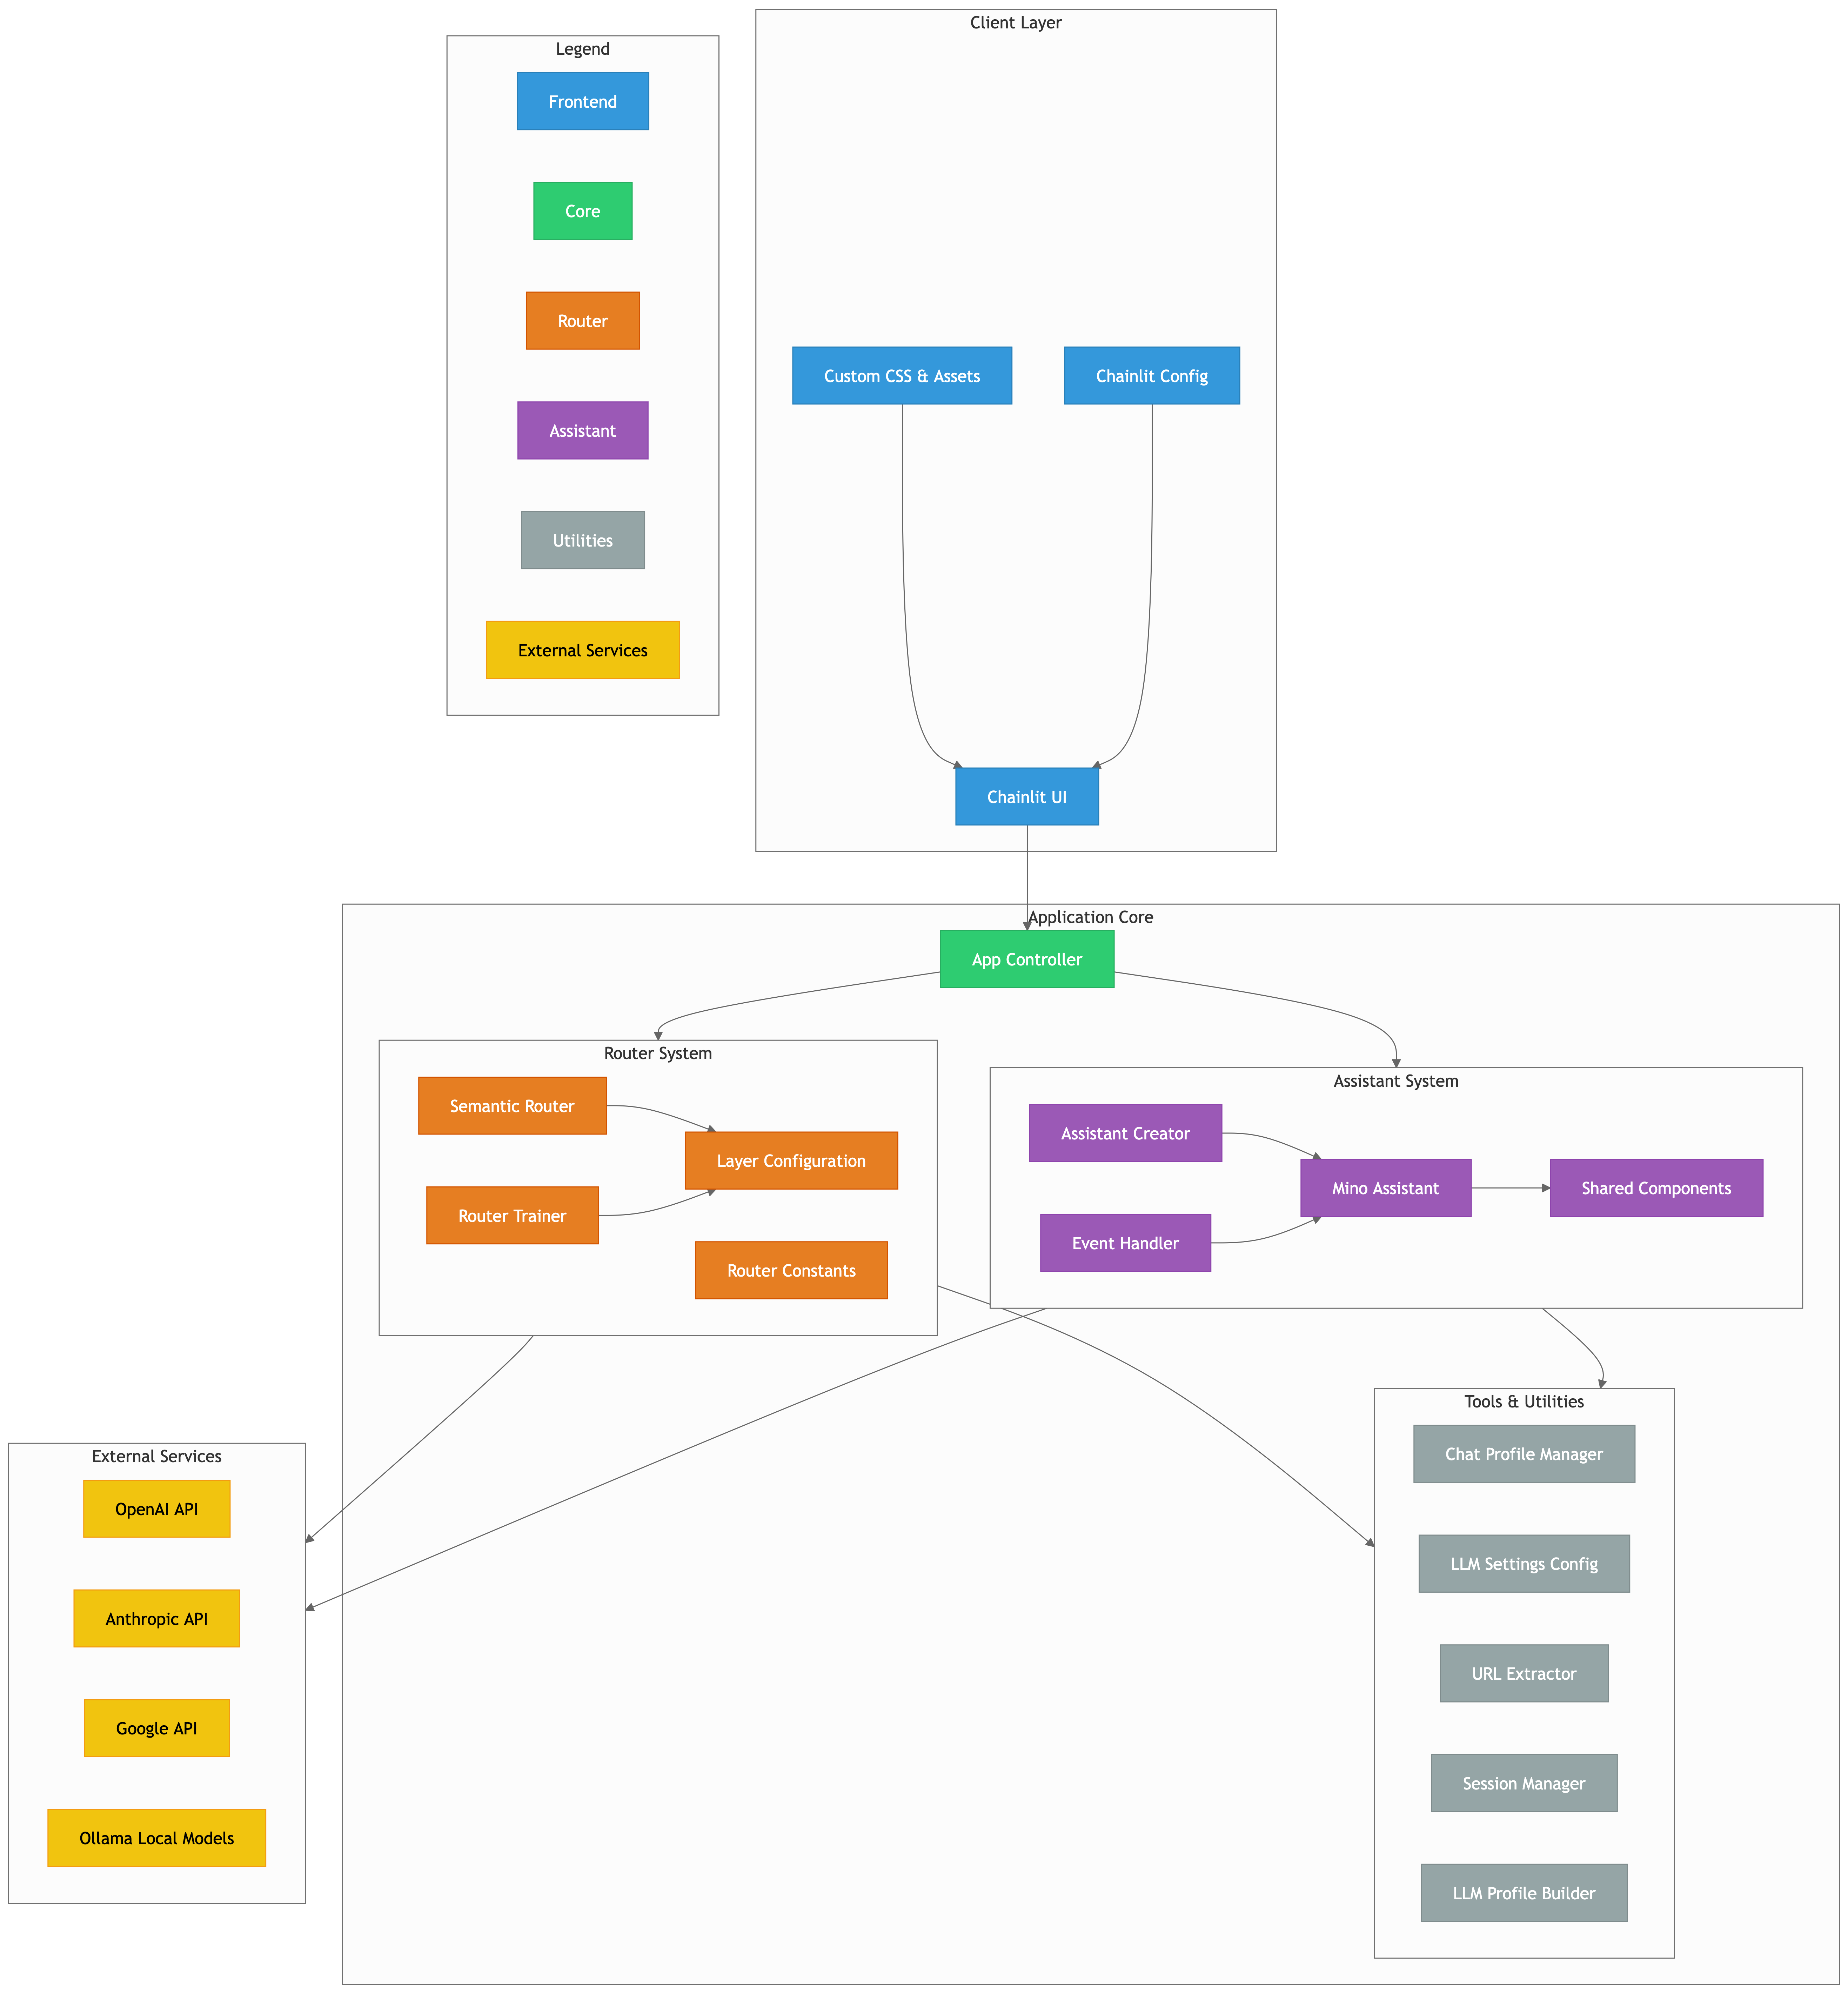 Legend
Frontend
Core
Router
Assistant
Utilities
External Services
Client Layer
Custom CSS & Assets
Chainlit Config
Chainlit UI
Application Core
App Controller
Router System
Semantic Router
Layer Configuration
Router Trainer
Router Constants
Assistant System
Assistant Creator
Mino Assistant
Shared Components
Event Handler
External Services
OpenAI API
Anthropic API
Google API
Ollama Local Models
Tools & Utilities
Chat Profile Manager
LLM Settings Config
URL Extractor
Session Manager
LLM Profile Builder